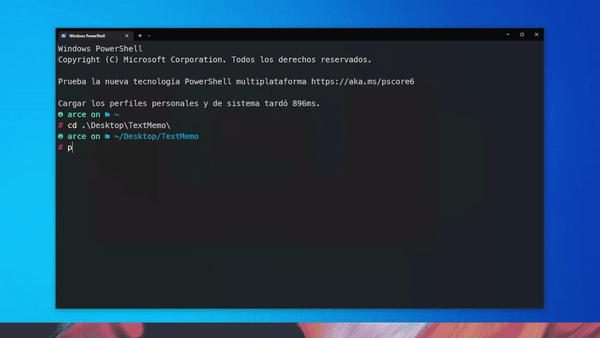 Windows PowerShell
Windows PowerShell
Copyright (C) Microsoft Corporation. Todos los derechos reservados.
Prueba la nueva tecnología PowerShell multiplataforma https://aka.ms/pscore6
Cargar los perfiles personales y de sistema tardó 896ms.
arce on ~
# cd .\Desktop\TextMemo\
arce on ~/Desktop/TextMemo
# p